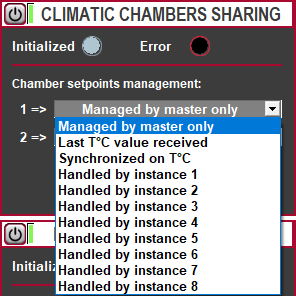 CLIMATIC CHAMBERS SHARING
Initialized Error
Chamber setpoints management:
1 => Managed by master only
2 =>
Managed by master only
Last T°C value received
Synchronized on T°C
Handled by instance 1
Handled by instance 2
Handled by instance 3
Handled by instance 4
Handled by instance 5
Handled by instance 6
Handled by instance 7
Handled by instance 8